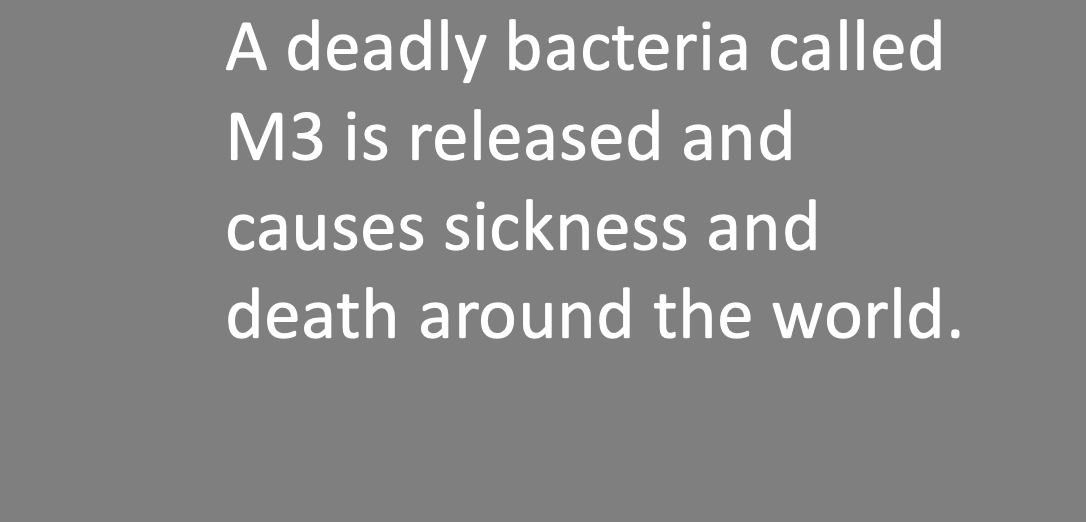 A deadly bacteria called
M3 is released and
causes sickness and
death around the world.